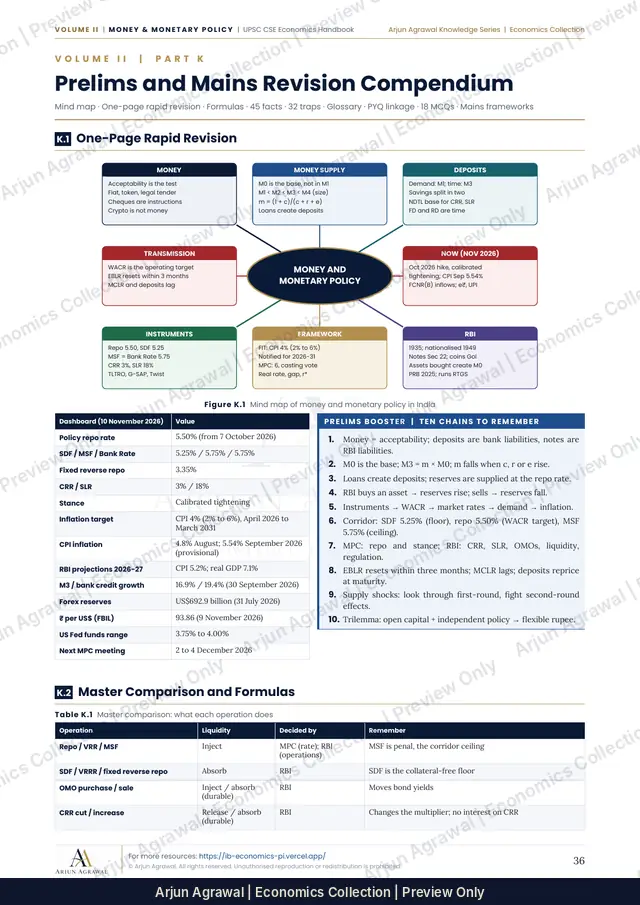 VOLUME II | MONEY & MONETARY POLICY | UPSC CSE Economics Handbook
Arjun Agrawal Knowledge Series | Economics Collection
VOLUME II | PART K
Prelims and Mains Revision Compendium
Mind map · One-page rapid revision · Formulas · 45 facts · 32 traps · Glossary · PYQ linkage · 18 MCQs · Mains frameworks
K.1 One-Page Rapid Revision
MONEY
Acceptability is the test
Fiat, token, legal tender
Cheques are instructions
Crypto is not money
MONEY SUPPLY
M0 is the base, not in M1
M1 < M2 < M3 < M4 (size)
m = (1 + c)/(c + r + e)
Loans create deposits
DEPOSITS
Demand: M1; time: M3
Savings split in two
NDTL base for CRR, SLR
FD and RD are time
TRANSMISSION
WACR is the operating target
EBLR resets within 3 months
MCLR and deposits lag
MONEY AND
MONETARY POLICY
NOW (NOV 2026)
Oct 2026 hike, calibrated
tightening; CPI Sep 5.54%
FCNR(B) inflows; e₹, UPI
INSTRUMENTS
Repo 5.50, SDF 5.25
MSF = Bank Rate 5.75
CRR 3%, SLR 18%
TLTRO, G-SAP, Twist
FRAMEWORK
FIT: CPI 4% (2% to 6%)
Notified for 2026-31
MPC: 6, casting vote
Real rate, gap, r*
RBI
1935; nationalised 1949
Notes Sec 22; coins GoI
Assets bought create M0
PRB 2025; runs RTGS
Figure K.1 Mind map of money and monetary policy in India
Dashboard (10 November 2026) Value
Policy repo rate 5.50% (from 7 October 2026)
SDF / MSF / Bank Rate 5.25% / 5.75% / 5.75%
Fixed reverse repo 3.35%
CRR / SLR 3% / 18%
Stance Calibrated tightening
Inflation target CPI 4% (2% to 6%), April 2026 to
March 2031
CPI inflation 4.8% August; 5.54% September
(provisional)
RBI projections 2026-27 CPI 5.2%; real GDP 7.1%
M3 / bank credit growth 16.9% / 19.4% (30 September 2026)
Forex reserves US$692.9 billion (31 July 2026)
₹ per US$ (FBIL) 93.86 (9 November 2026)
US Fed funds range 3.75% to 4.00%
Next MPC meeting 2 to 4 December 2026
PRELIMS BOOSTER | TEN CHAINS TO REMEMBER
1. Money = acceptability; deposits are bank liabilities, notes are
RBI liabilities.
2. M0 is the base; M3 = m × M0; m falls when c, r or e rise.
3. Loans create deposits; reserves are supplied at the repo rate.
4. RBI buys an asset → reserves rise; sells → reserves fall.
5. Instruments → WACR → market rates → demand → inflation.
6. Corridor: SDF 5.25% (floor), repo 5.50% (WACR target), MSF
5.75% (ceiling).
7. MPC: repo and stance; RBI: CRR, SLR, OMOs, liquidity,
regulation.
8. EBLR resets within three months; MCLR lags; deposits reprice
at maturity.
9. Supply shocks: look through first-round, fight second-round
effects.
10. Trilemma: open capital + independent policy → flexible rupee.
K.2 Master Comparison and Formulas
Table K.1 Master comparison: what each operation does
Operation Liquidity Decided by Remember
Repo / VRR / MSF Inject MPC (rate); RBI
(operations) MSF is penal, the corridor ceiling
SDF / VRRR / fixed reverse repo Absorb RBI SDF is the collateral-free floor
OMO purchase / sale Inject / absorb
(durable) RBI Moves bond yields
CRR cut / increase Release / absorb
(durable) RBI Changes the multiplier; no interest on CRR
ARJUN AGRAWAL
For more resources: https://ib-economics-pi.vercel.app/
© Arjun Agrawal. All rights reserved. Unauthorised reproduction or redistribution is prohibited.
36
Arjun Agrawal | Economics Collection | Preview Only